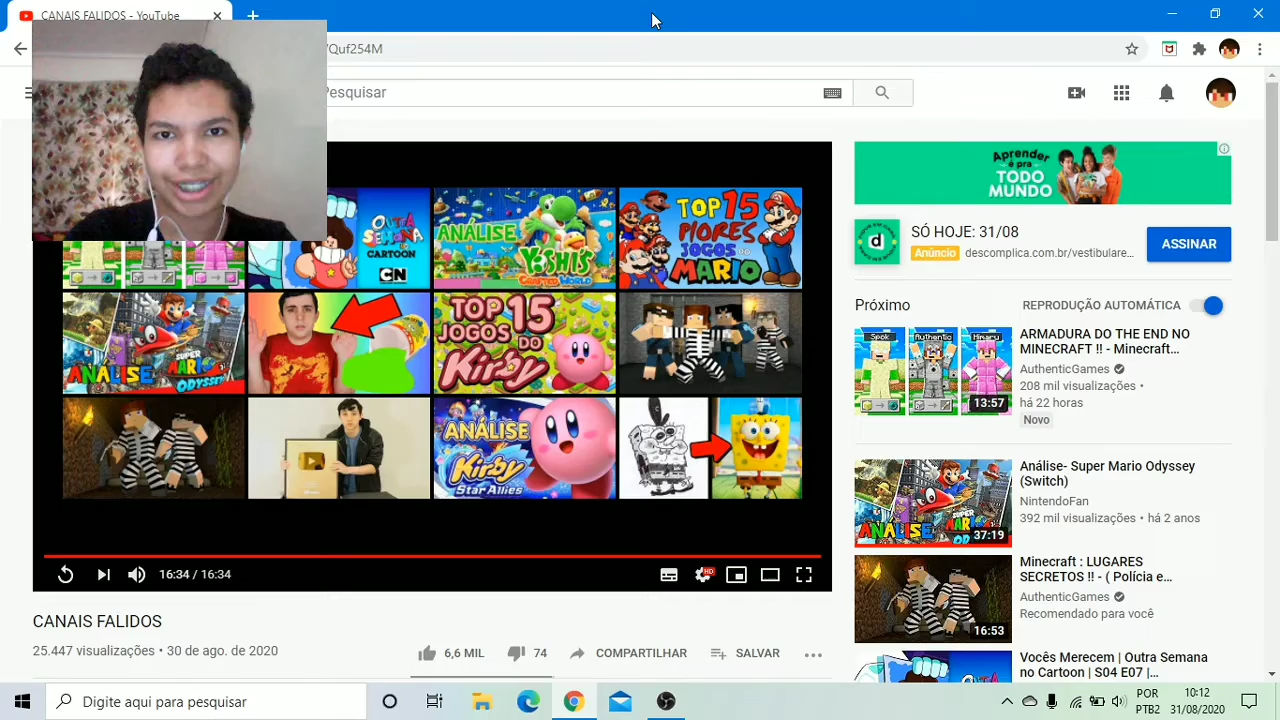 CANAIS FALIDOS - YouTube
Quf254M
esquisar
OUTRA
SEMANA
CARTOON
CN
ANÁLISE
YOSHI'S
CRAFTED WORLD
TOP 15
PIORES
JOGOS DO
MARIO
ANÁLISE
SUPER
MARIO
ODYSSEY
TOP 15
JOGOS DO
Kirby
ANÁLISE
Kirby
Star Allies
16:34 / 16:34
HD
CANAIS FALIDOS
25.447 visualizações • 30 de ago. de 2020
6,6 MIL
74
COMPARTILHAR
SALVAR
Aprender
é pra
TODO
MUNDO
d
SÓ HOJE: 31/08
Anúncio
descomplica.com.br/vestibulare...
ASSINAR
Próximo
REPRODUÇÃO AUTOMÁTICA
Spok
Authentic
13:57
ARMADURA DO THE END NO
MINECRAFT !! - Minecraft...
AuthenticGames
208 mil visualizações •
há 22 horas
Novo
ANÁLISE
37:19
Análise- Super Mario Odyssey
(Switch)
NintendoFan
392 mil visualizações • há 2 anos
16:53
Minecraft : LUGARES
SECRETOS !! - ( Polícia e...
AuthenticGames
Recomendado para você
Vocês Merecem | Outra Semana
no Cartoon | S04 E07 |...
Digite aqui para pesquisar
POR
PTB2
10:12
31/08/2020